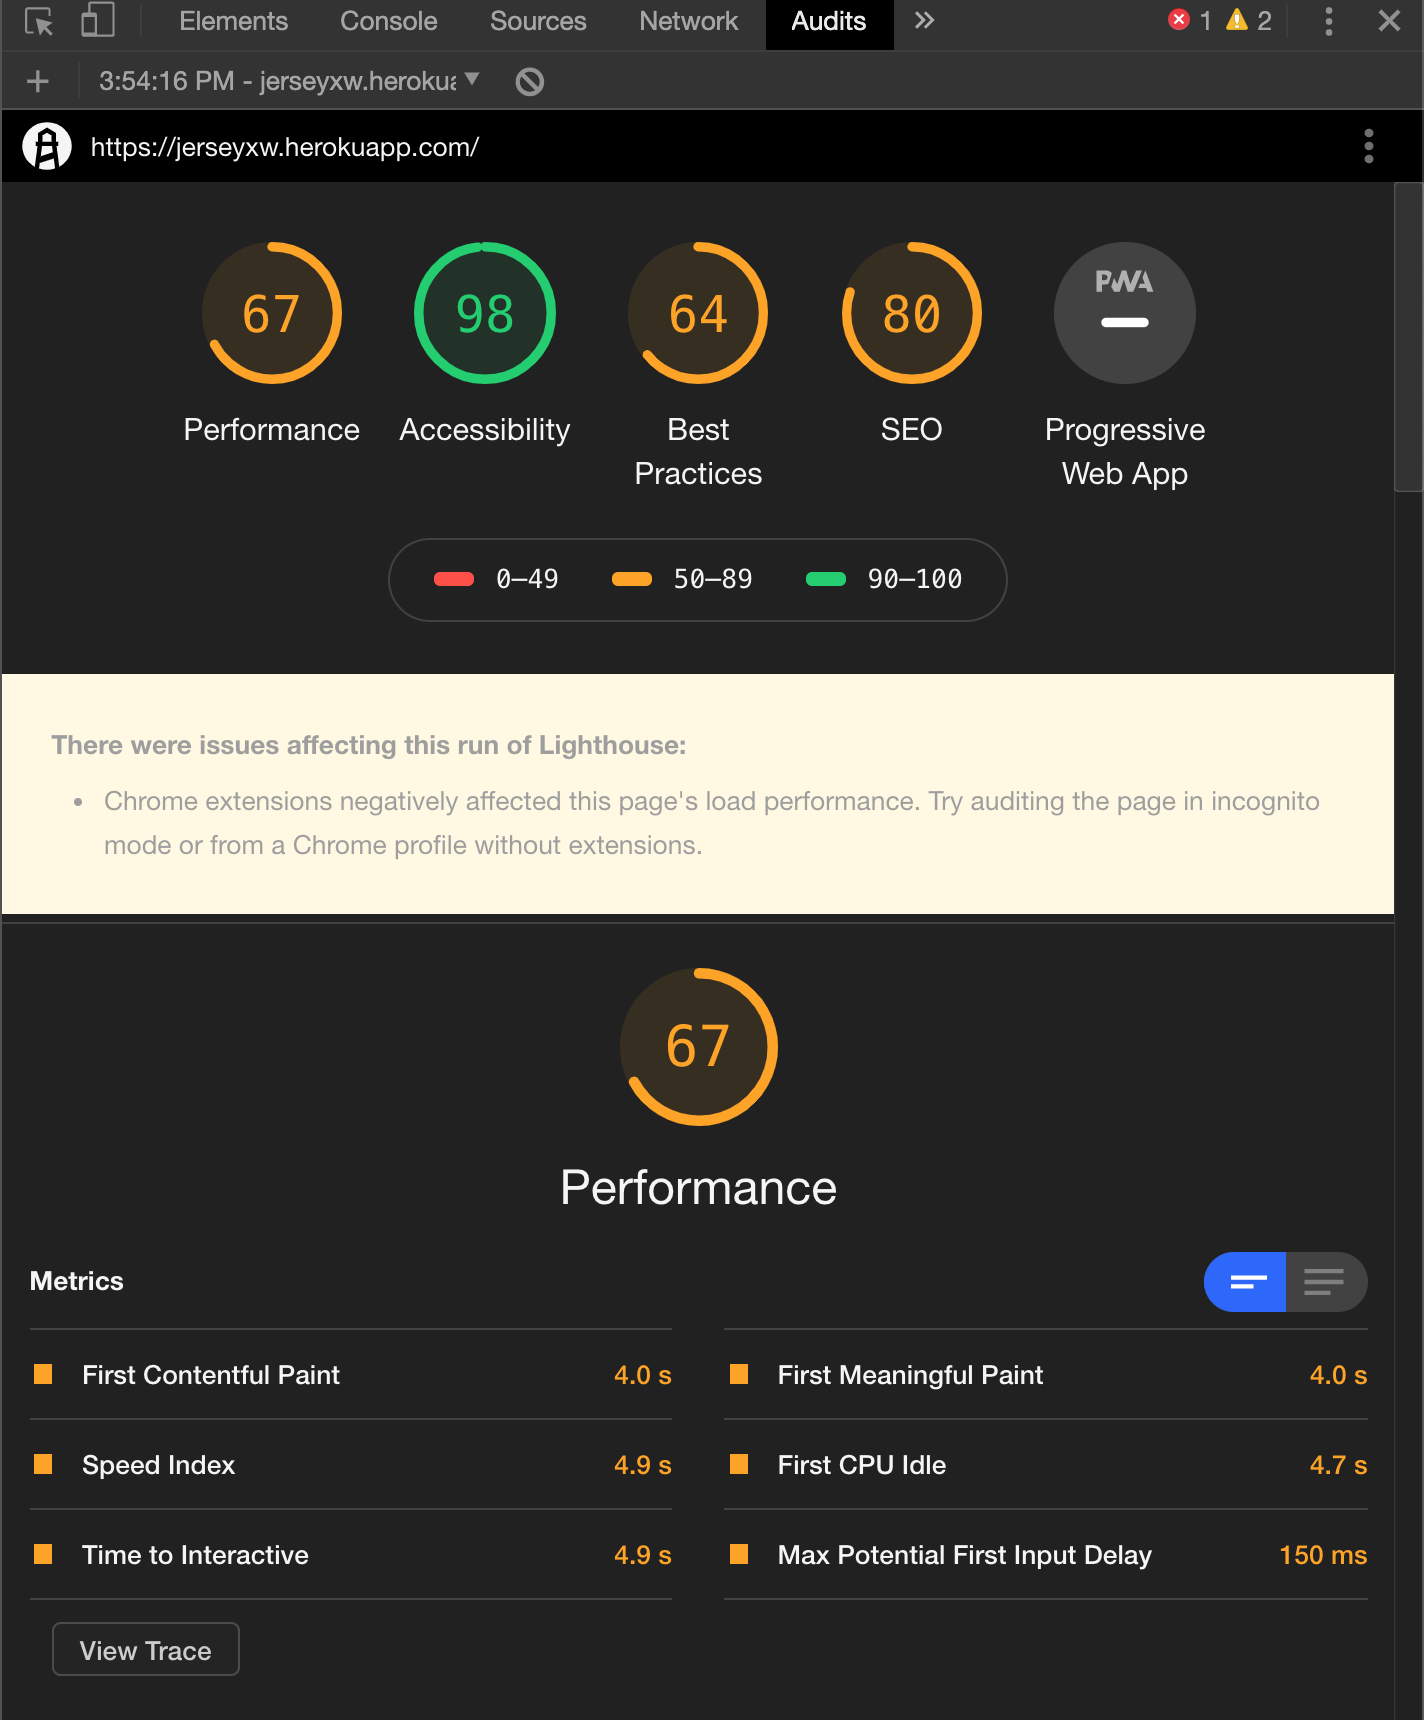 Elements Console Sources Network Audits 1 2
3:54:16 PM - jerseyxw.herokua
https://jerseyxw.herokuapp.com/
67 98 64 80 PWA
Performance Accessibility Best Practices SEO Progressive Web App
0–49 50–89 90–100
There were issues affecting this run of Lighthouse:
• Chrome extensions negatively affected this page's load performance. Try auditing the page in incognito
mode or from a Chrome profile without extensions.
67
Performance
Metrics
First Contentful Paint 4.0 s
First Meaningful Paint 4.0 s
Speed Index 4.9 s
First CPU Idle 4.7 s
Time to Interactive 4.9 s
Max Potential First Input Delay 150 ms
View Trace